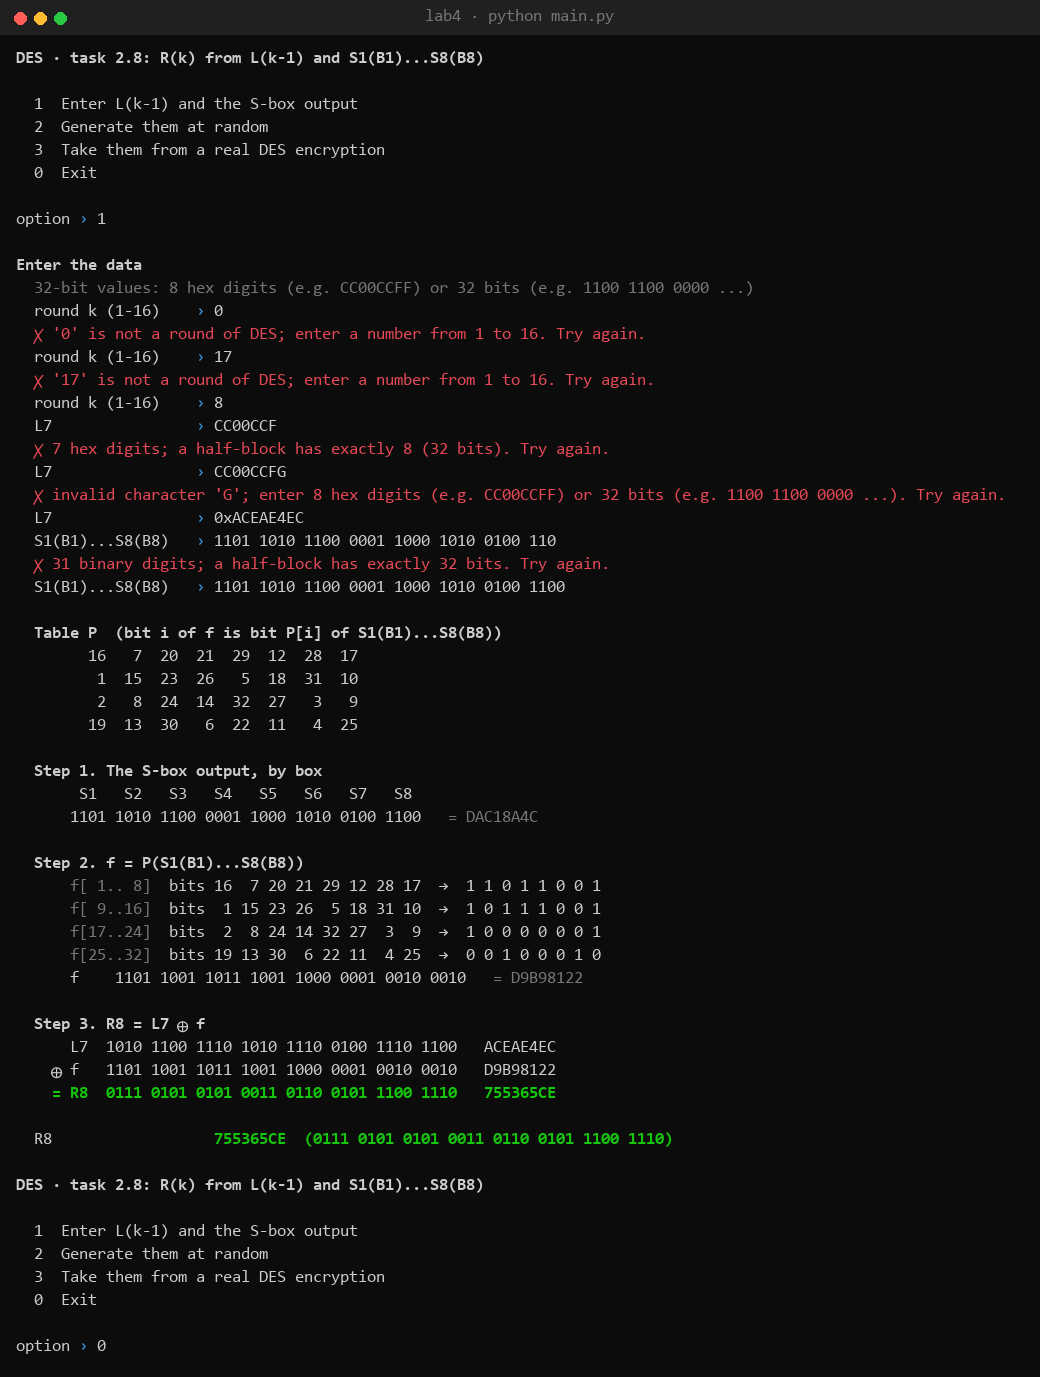 lab4 · python main.py
DES · task 2.8: R(k) from L(k-1) and S1(B1)...S8(B8)
1  Enter L(k-1) and the S-box output
2  Generate them at random
3  Take them from a real DES encryption
0  Exit
option › 1
Enter the data
32-bit values: 8 hex digits (e.g. CC00CCFF) or 32 bits (e.g. 1100 1100 0000 ...)
round k (1-16)    › 0
╳ '0' is not a round of DES; enter a number from 1 to 16. Try again.
round k (1-16)    › 17
╳ '17' is not a round of DES; enter a number from 1 to 16. Try again.
round k (1-16)    › 8
L7                › CC00CCF
╳ 7 hex digits; a half-block has exactly 8 (32 bits). Try again.
L7                › CC00CCFG
╳ invalid character 'G'; enter 8 hex digits (e.g. CC00CCFF) or 32 bits (e.g. 1100 1100 0000 ...). Try again.
L7                › 0xACEAE4EC
S1(B1)...S8(B8)   › 1101 1010 1100 0001 1000 1010 0100 110
╳ 31 binary digits; a half-block has exactly 32 bits. Try again.
S1(B1)...S8(B8)   › 1101 1010 1100 0001 1000 1010 0100 1100
Table P  (bit i of f is bit P[i] of S1(B1)...S8(B8))
16   7  20  21  29  12  28  17
1  15  23  26   5  18  31  10
2   8  24  14  32  27   3   9
19  13  30   6  22  11   4  25
Step 1. The S-box output, by box
S1   S2   S3   S4   S5   S6   S7   S8
1101 1010 1100 0001 1000 1010 0100 1100   = DAC18A4C
Step 2. f = P(S1(B1)...S8(B8))
f[ 1.. 8]  bits 16  7 20 21 29 12 28 17  →  1 1 0 1 1 0 0 1
f[ 9..16]  bits  1 15 23 26  5 18 31 10  →  1 0 1 1 1 0 0 1
f[17..24]  bits  2  8 24 14 32 27  3  9  →  1 0 0 0 0 0 0 1
f[25..32]  bits 19 13 30  6 22 11  4 25  →  0 0 1 0 0 0 1 0
f    1101 1001 1011 1001 1000 0001 0010 0010   = D9B98122
Step 3. R8 = L7 ⊕ f
L7  1010 1100 1110 1010 1110 0100 1110 1100   ACEAE4EC
⊕ f   1101 1001 1011 1001 1000 0001 0010 0010   D9B98122
= R8  0111 0101 0101 0011 0110 0101 1100 1110   755365CE
R8                  755365CE  (0111 0101 0101 0011 0110 0101 1100 1110)
DES · task 2.8: R(k) from L(k-1) and S1(B1)...S8(B8)
1  Enter L(k-1) and the S-box output
2  Generate them at random
3  Take them from a real DES encryption
0  Exit
option › 0